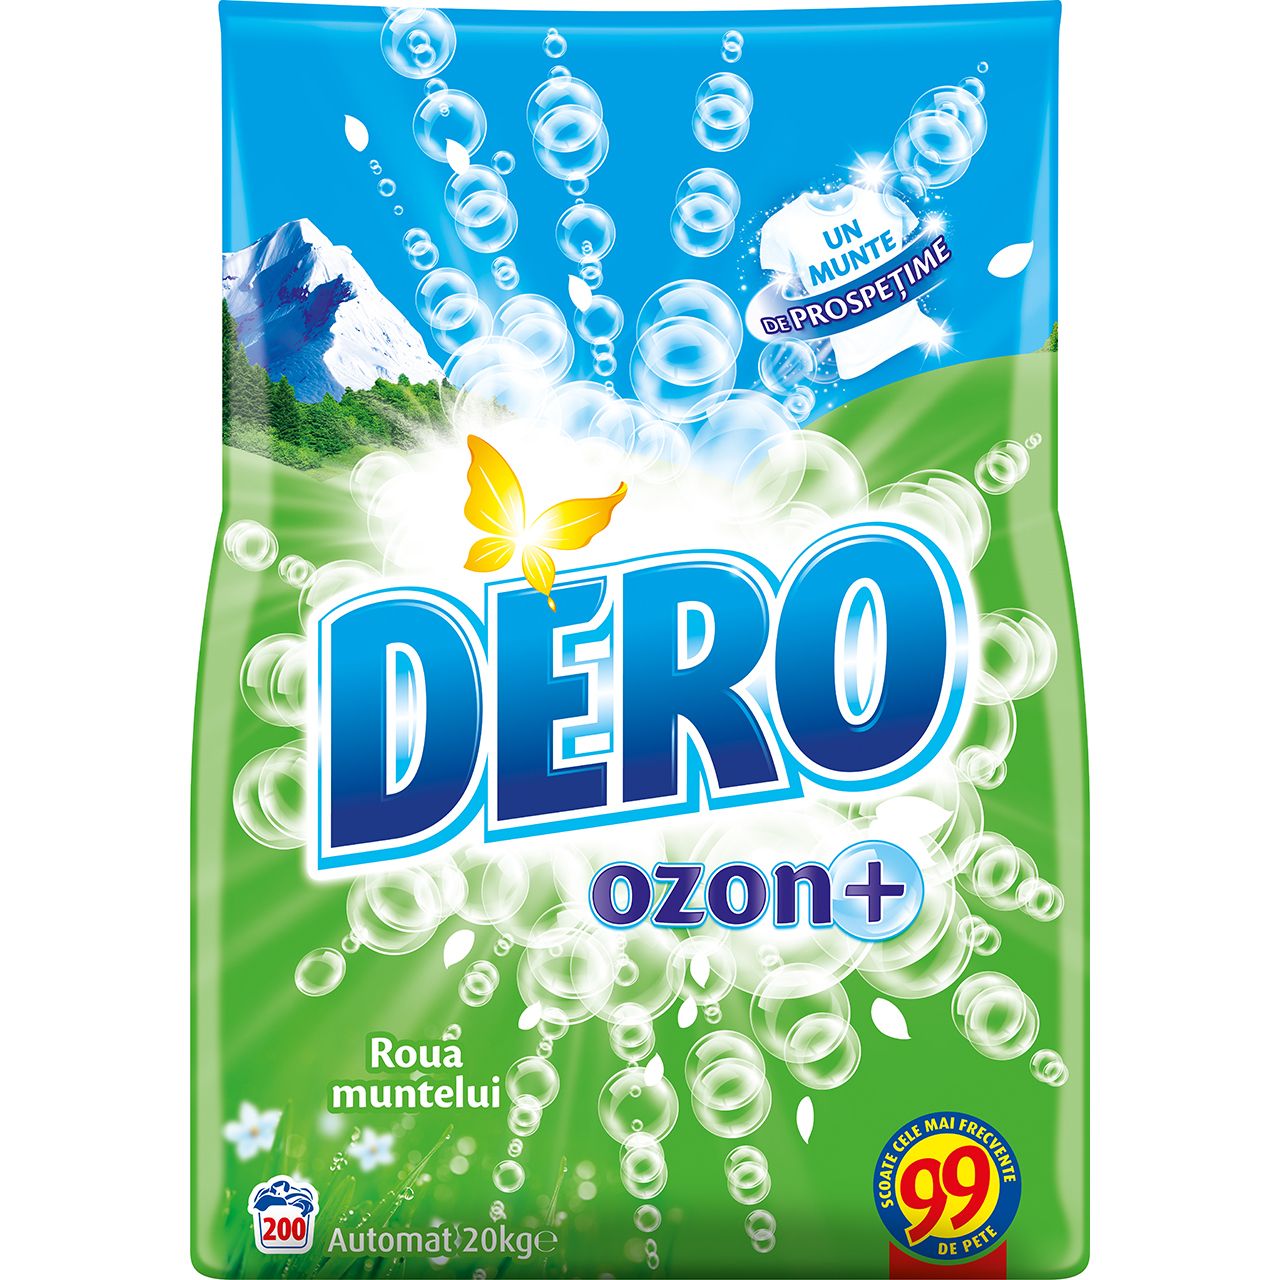 UN
MUNTE
DE PROSPEȚIME
DERO
ozon+
Roua
muntelui
200
Automat 20kg℮
SCOATE CELE MAI FRECVENTE
99
DE PETE